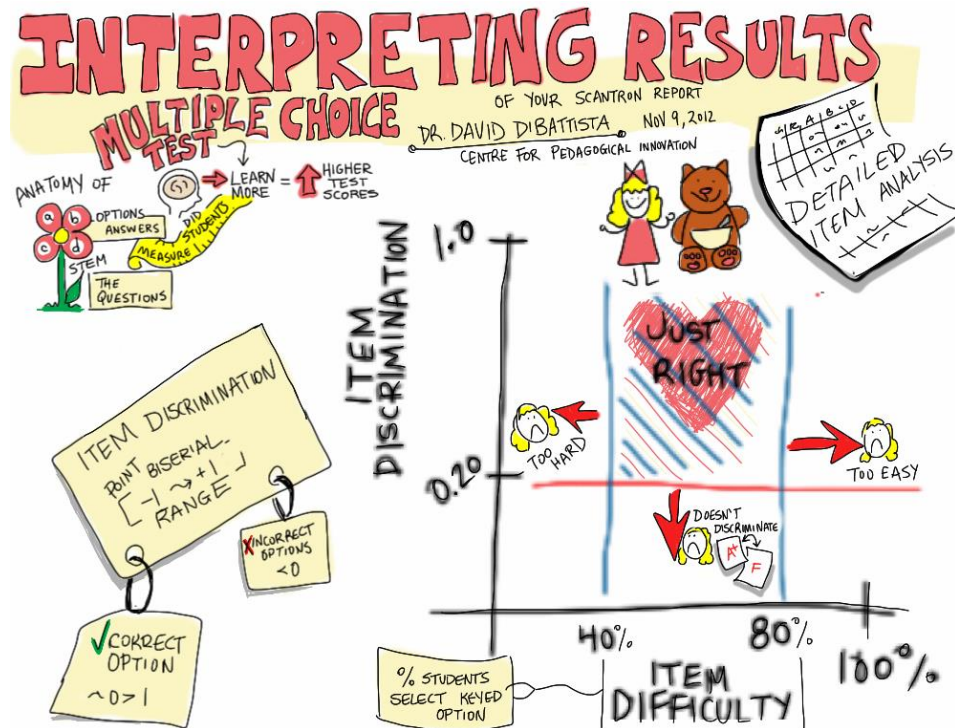 INTERPRETING RESULTS
OF YOUR SCANTRON REPORT
MULTIPLE CHOICE
TEST
DR. DAVID DIBATTISTA NOV 9, 2012
CENTRE FOR PEDAGOGICAL INNOVATION
ANATOMY OF
a b
c d
OPTIONS
ANSWERS
STEM
THE
QUESTIONS
LEARN
MORE
=
HIGHER
TEST
SCORES
MEASURE
DID
STUDENTS
A B C D
DETAILED
ITEM ANALYSIS
ITEM
DISCRIMINATION
1.0
0.20
JUST
RIGHT
TOO
HARD
TOO EASY
DOESN'T
DISCRIMINATE
A+
F
40%
80%
100%
ITEM
DIFFICULTY
% STUDENTS
SELECT KEYED
OPTION
ITEM DISCRIMINATION
POINT BISERIAL
[-1 ~> +1]
RANGE
X INCORRECT
OPTIONS
<0
✓ CORRECT
OPTION
~0>1